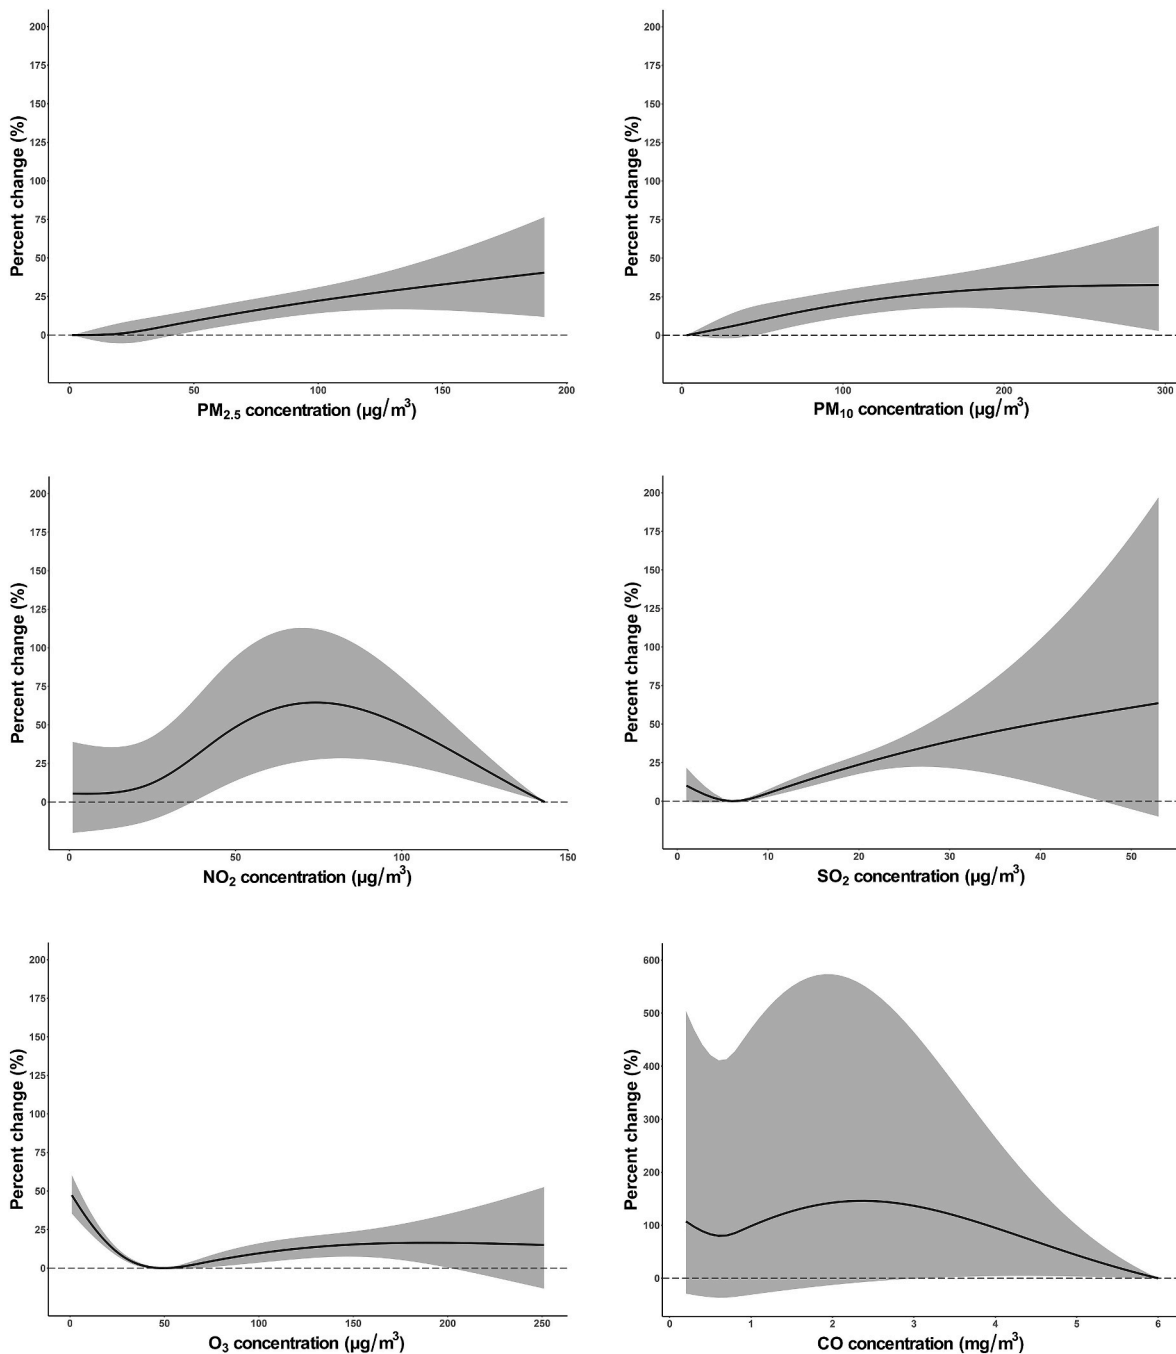 200
175
150
125
100
75
50
25
0
Percent change (%)
0 50 100 150 200
PM2.5 concentration (µg/m3)
200
175
150
125
100
75
50
25
0
Percent change (%)
0 100 200 300
PM10 concentration (µg/m3)
200
175
150
125
100
75
50
25
0
Percent change (%)
0 50 100 150
NO2 concentration (µg/m3)
200
175
150
125
100
75
50
25
0
Percent change (%)
0 10 20 30 40 50
SO2 concentration (µg/m3)
200
175
150
125
100
75
50
25
0
Percent change (%)
0 50 100 150 200 250
O3 concentration (µg/m3)
600
500
400
300
200
100
0
Percent change (%)
0 1 2 3 4 5 6
CO concentration (mg/m3)